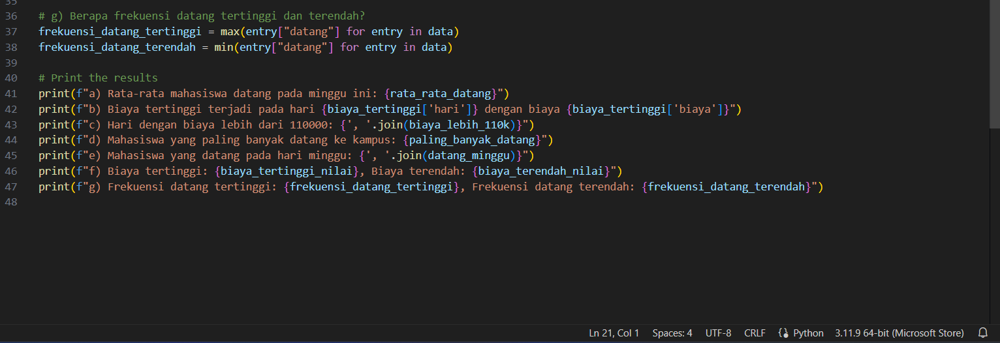 35
36 # g) Berapa frekuensi datang tertinggi dan terendah?
37 frekuensi_datang_tertinggi = max(entry["datang"] for entry in data)
38 frekuensi_datang_terendah = min(entry["datang"] for entry in data)
39
40 # Print the results
41 print(f"a) Rata-rata mahasiswa datang pada minggu ini: {rata_rata_datang}")
42 print(f"b) Biaya tertinggi terjadi pada hari {biaya_tertinggi['hari']} dengan biaya {biaya_tertinggi['biaya']}")
43 print(f"c) Hari dengan biaya lebih dari 110000: {', '.join(biaya_lebih_110k)}")
44 print(f"d) Mahasiswa yang paling banyak datang ke kampus: {paling_banyak_datang}")
45 print(f"e) Mahasiswa yang datang pada hari minggu: {', '.join(datang_minggu)}")
46 print(f"f) Biaya tertinggi: {biaya_tertinggi_nilai}, Biaya terendah: {biaya_terendah_nilai}")
47 print(f"g) Frekuensi datang tertinggi: {frekuensi_datang_tertinggi}, Frekuensi datang terendah: {frekuensi_datang_terendah}")
48
Ln 21, Col 1 Spaces: 4 UTF-8 CRLF Python 3.11.9 64-bit (Microsoft Store)